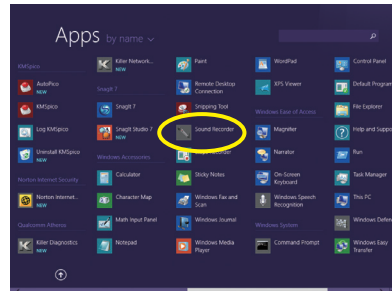 Apps by name
KMSpico
AutoPico
NEW
KMSpico
NEW
Log KMSpico
Uninstall KMSpico
NEW
Norton Internet Security
Norton Internet...
NEW
Qualcomm Atheros
Killer Diagnostics
NEW
Killer Network...
NEW
SnagIt 7
SnagIt 7
SnagIt Studio 7
NEW
Windows Accessories
Calculator
Character Map
Math Input Panel
Notepad
Paint
Remote Desktop
Connection
Snipping Tool
Sound Recorder
Sticky Notes
Windows Fax and
Scan
Windows Journal
Windows Media
Player
WordPad
XPS Viewer
Windows Ease of Access
Magnifier
Narrator
On-Screen
Keyboard
Windows Speech
Recognition
Windows System
Command Prompt
Control Panel
Default Program
File Explorer
Help and Suppo
Run
Task Manager
This PC
Windows Defen
Windows Easy
Transfer